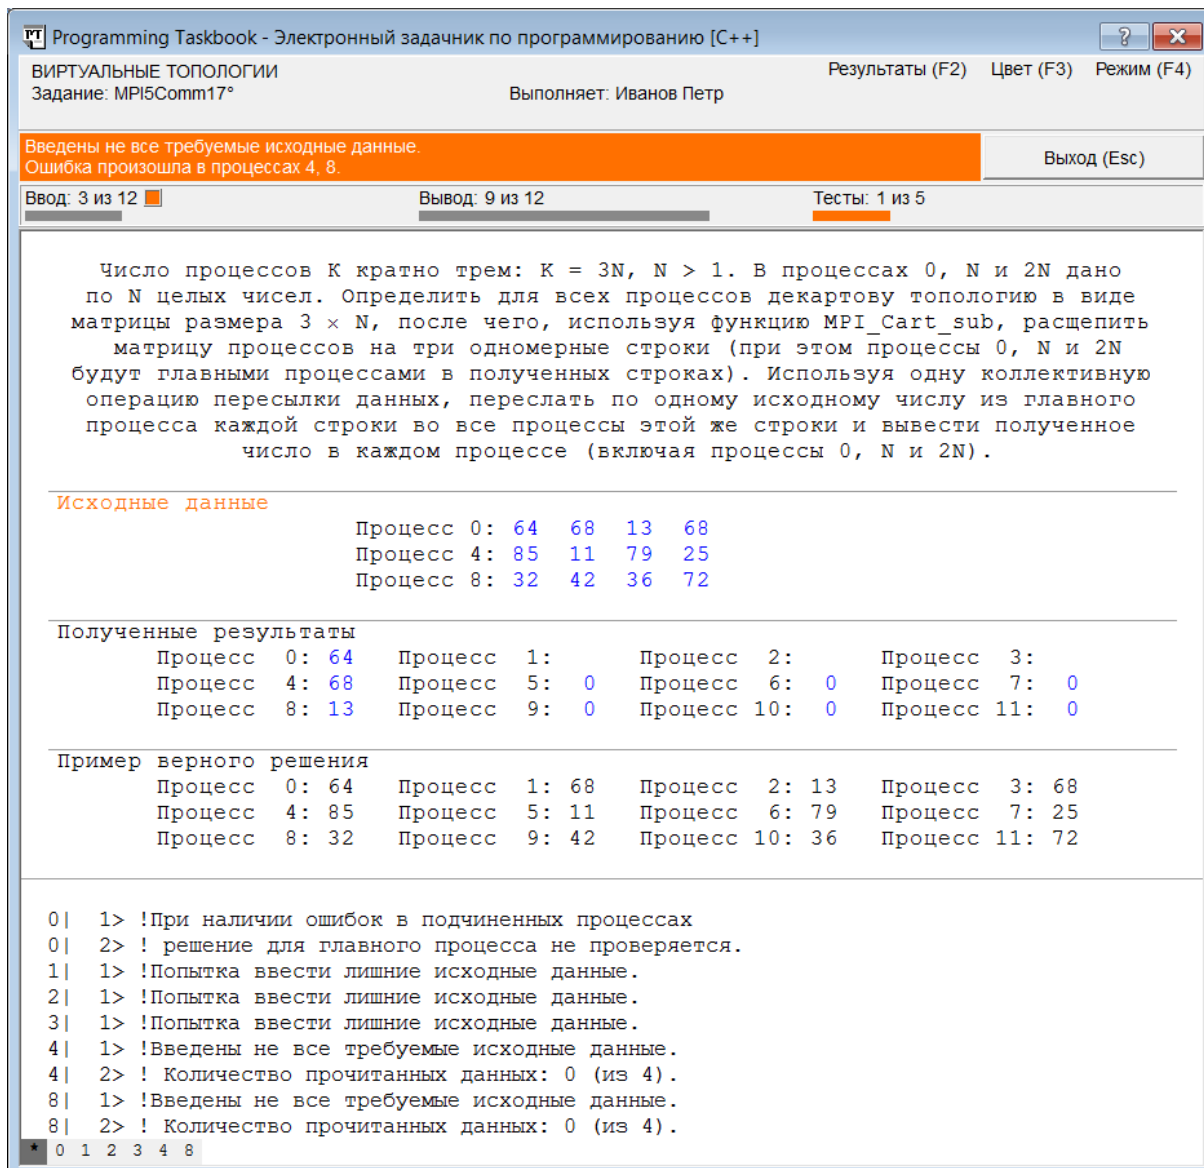 Programming Taskbook - Электронный задачник по программированию [C++]
ВИРТУАЛЬНЫЕ ТОПОЛОГИИ Результаты (F2) Цвет (F3) Режим (F4)
Задание: MPI5Comm17° Выполняет: Иванов Петр
Введены не все требуемые исходные данные.
Ошибка произошла в процессах 4, 8.
Выход (Esc)
Ввод: 3 из 12 Вывод: 9 из 12 Тесты: 1 из 5
Число процессов K кратно трем: K = 3N, N > 1. В процессах 0, N и 2N дано
по N целых чисел. Определить для всех процессов декартову топологию в виде
матрицы размера 3 × N, после чего, используя функцию MPI_Cart_sub, расщепить
матрицу процессов на три одномерные строки (при этом процессы 0, N и 2N
будут главными процессами в полученных строках). Используя одну коллективную
операцию пересылки данных, переслать по одному исходному числу из главного
процесса каждой строки во все процессы этой же строки и вывести полученное
число в каждом процессе (включая процессы 0, N и 2N).
Исходные данные
Процесс 0: 64 68 13 68
Процесс 4: 85 11 79 25
Процесс 8: 32 42 36 72
Полученные результаты
Процесс 0: 64 Процесс 1: Процесс 2: Процесс 3:
Процесс 4: 68 Процесс 5: 0 Процесс 6: 0 Процесс 7: 0
Процесс 8: 13 Процесс 9: 0 Процесс 10: 0 Процесс 11: 0
Пример верного решения
Процесс 0: 64 Процесс 1: 68 Процесс 2: 13 Процесс 3: 68
Процесс 4: 85 Процесс 5: 11 Процесс 6: 79 Процесс 7: 25
Процесс 8: 32 Процесс 9: 42 Процесс 10: 36 Процесс 11: 72
0| 1> !При наличии ошибок в подчиненных процессах
0| 2> ! решение для главного процесса не проверяется.
1| 1> !Попытка ввести лишние исходные данные.
2| 1> !Попытка ввести лишние исходные данные.
3| 1> !Попытка ввести лишние исходные данные.
4| 1> !Введены не все требуемые исходные данные.
4| 2> ! Количество прочитанных данных: 0 (из 4).
8| 1> !Введены не все требуемые исходные данные.
8| 2> ! Количество прочитанных данных: 0 (из 4).
* 0 1 2 3 4 8